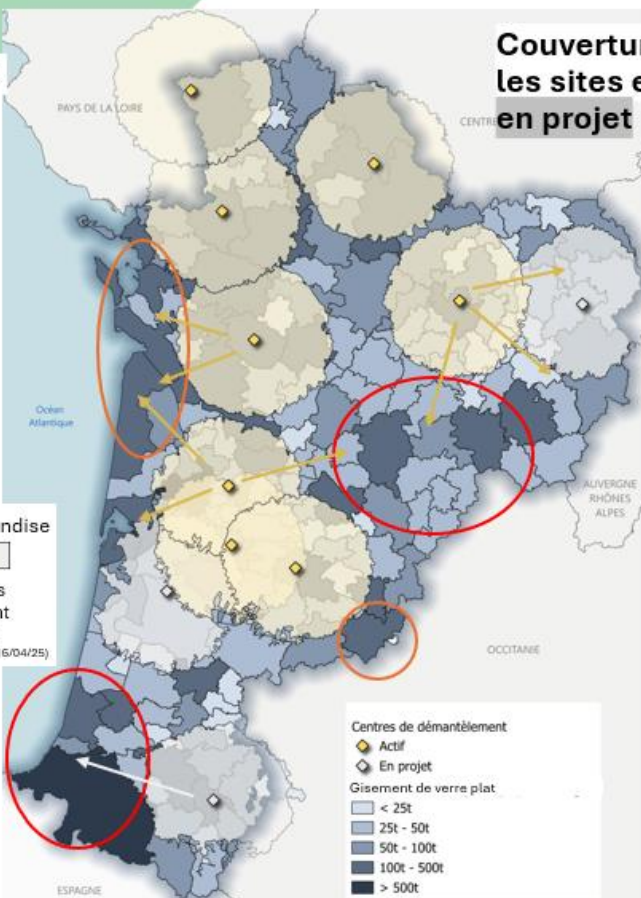 Couvertur
les sites e
en projet
PAYS DE LA LOIRE
CENTRE
Océan
Atlantique
AUVERGNE
RHÔNES
ALPES
ndise
s
nt
6/04/25)
OCCITANIE
ESPAGNE
Centres de démantèlement
Actif
En projet
Gisement de verre plat
< 25t
25t - 50t
50t - 100t
100t - 500t
> 500t